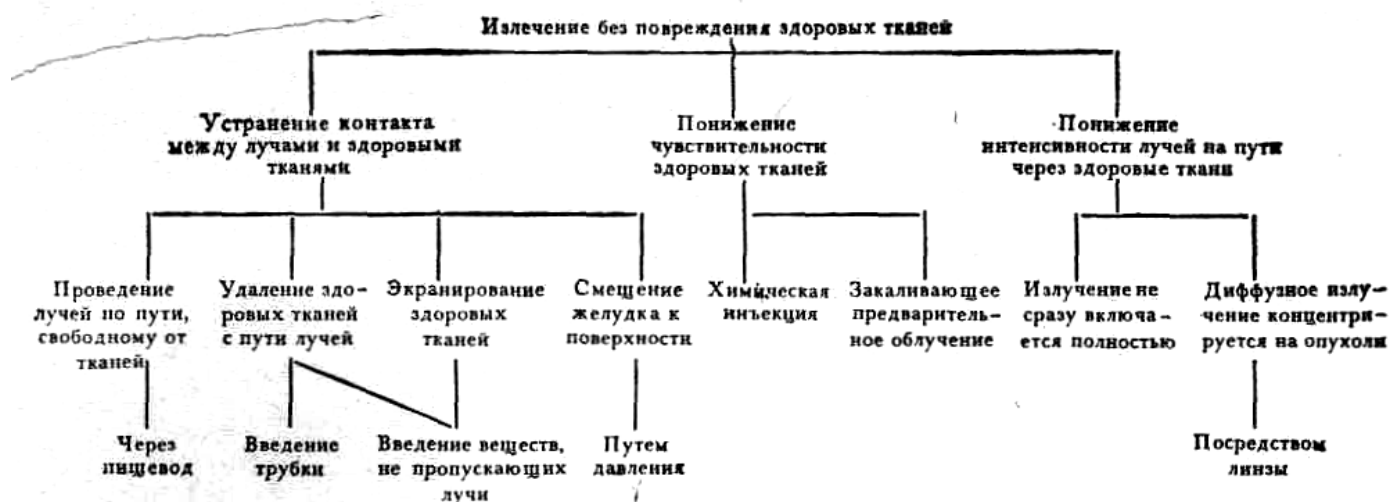 Излечение без повреждения здоровых тканей
Устранение контакта
между лучами и здоровыми
тканями
Понижение
чувствительности
здоровых тканей
Понижение
интенсивности лучей на пути
через здоровые ткани
Проведение
лучей по пути,
свободному от
тканей
Удаление здо-
ровых тканей
с пути лучей
Экранирование
здоровых
тканей
Смещение
желудка к
поверхности
Химическая
инъекция
Закаливающее
предваритель-
ное облучение
Излучение не
сразу включа-
ется полностью
Диффузное излу-
чение концентри-
руется на опухоли
Через
пищевод
Введение
трубки
Введение веществ,
не пропускающих
лучи
Путем
давления
Посредством
линзы